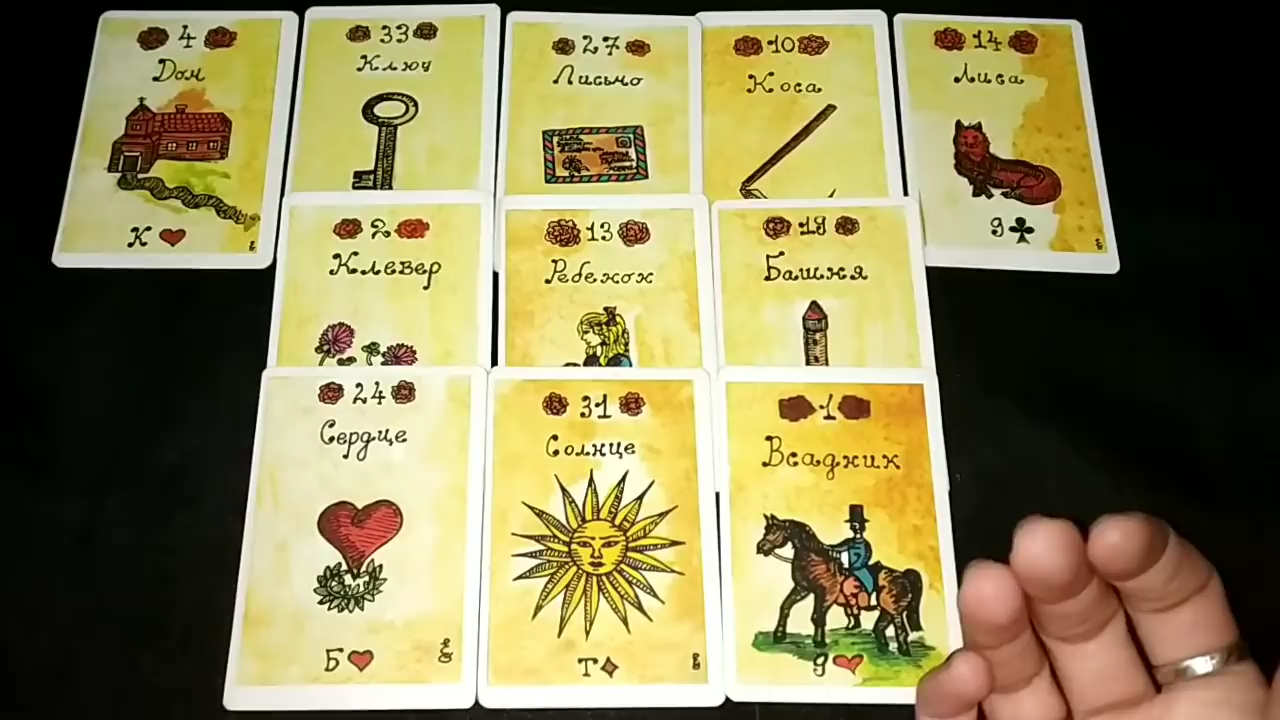 4
Дом
К
33
Ключ
27
Письмо
10
Коса
14
Лиса
9
2
Клевер
13
Ребенок
19
Башня
24
Сердце
Б
31
Солнце
Т
1
Всадник
9